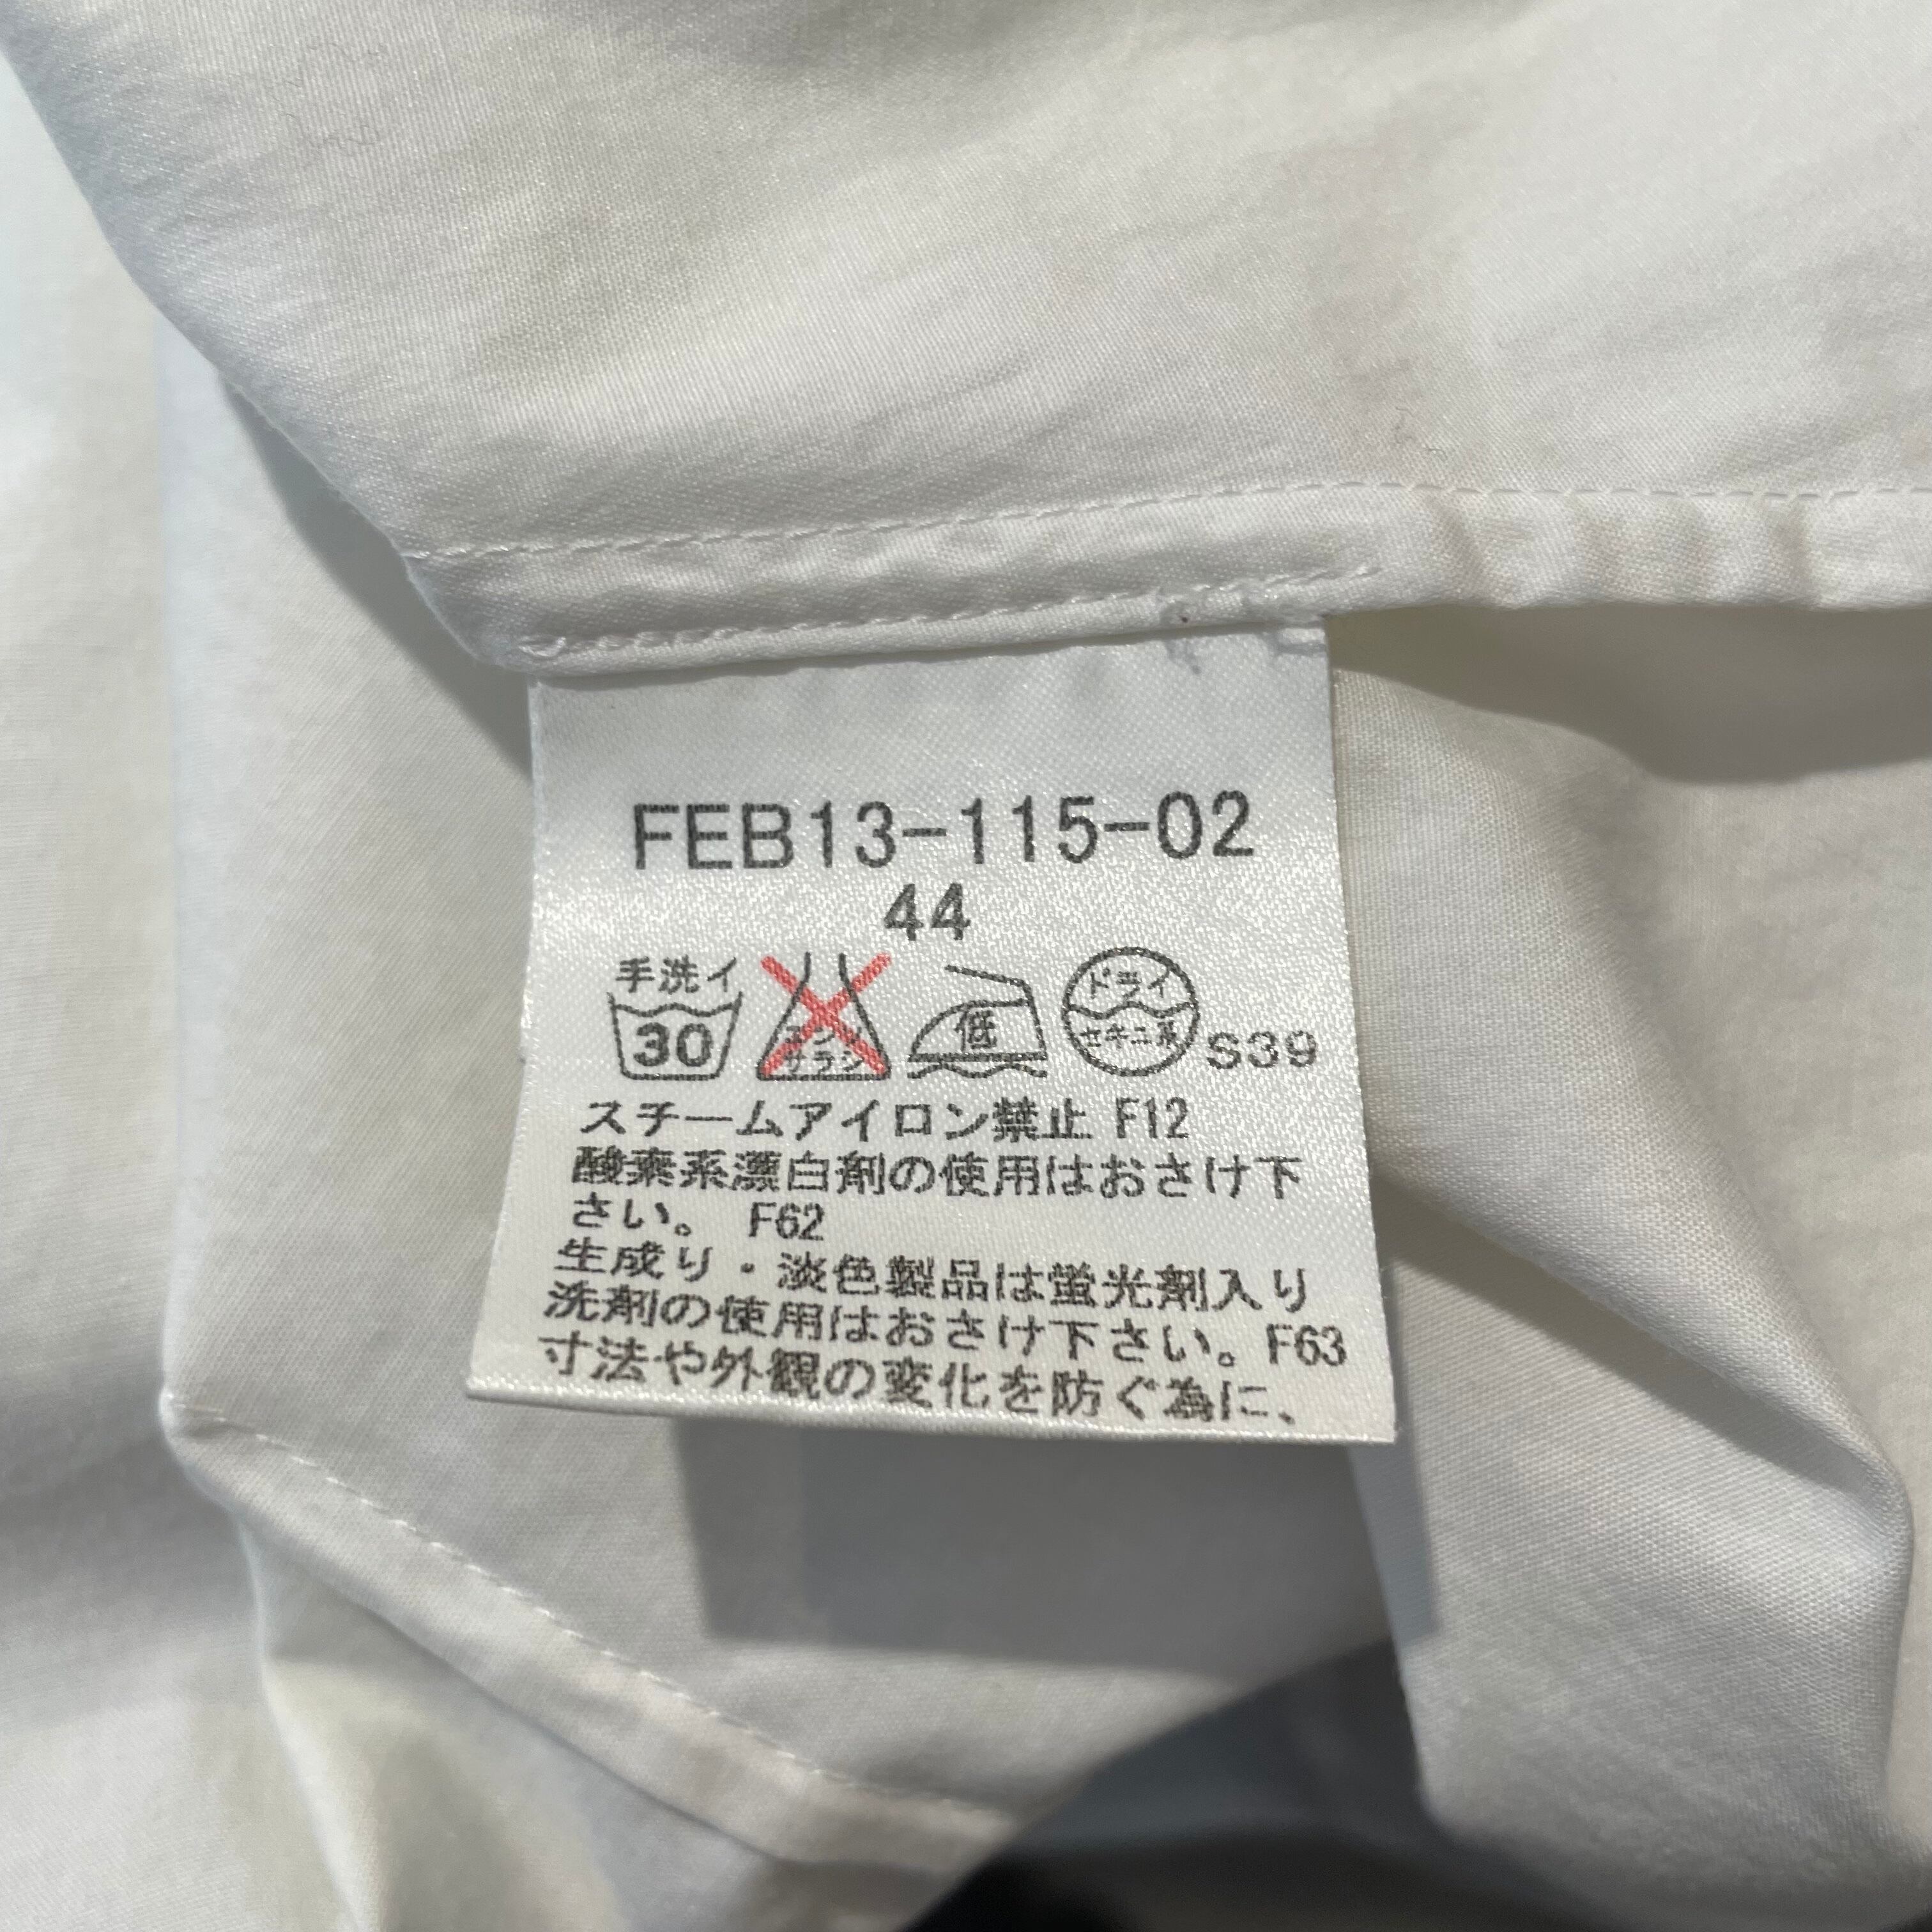 FEB13-115-02
44
手洗イ
30
エンソ
サラシ
低
ドライ
セキユ系
S39
スチームアイロン禁止 F12
酸素系漂白剤の使用はおさけ下
さい。 F62
生成り・淡色製品は蛍光剤入り
洗剤の使用はおさけ下さい。F63
寸法や外観の変化を防ぐ為に、